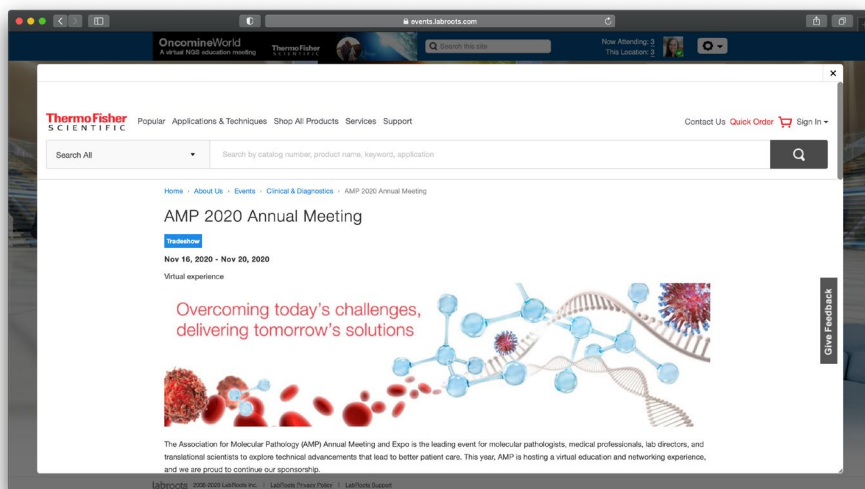 events.labroots.com
OncomineWorld
A virtual NGS education meeting
ThermoFisher
Search this site
Now Attending: 3
This Location: 3
ThermoFisher
SCIENTIFIC
Popular Applications & Techniques Shop All Products Services Support
Contact Us Quick Order Sign In
Search All
Search by catalog number, product name, keyword, application
Home › About Us › Events › Clinical & Diagnostics › AMP 2020 Annual Meeting
AMP 2020 Annual Meeting
Tradeshow
Nov 16, 2020 - Nov 20, 2020
Virtual experience
Overcoming today's challenges,
delivering tomorrow's solutions
Give Feedback
The Association for Molecular Pathology (AMP) Annual Meeting and Expo is the leading event for molecular pathologists, medical professionals, lab directors, and
translational scientists to explore technical advancements that lead to better patient care. This year, AMP is hosting a virtual education and networking experience,
and we are proud to continue our sponsorship.
labroots 2008-2020 LabRoots Inc. | LabRoots Privacy Policy | LabRoots Support